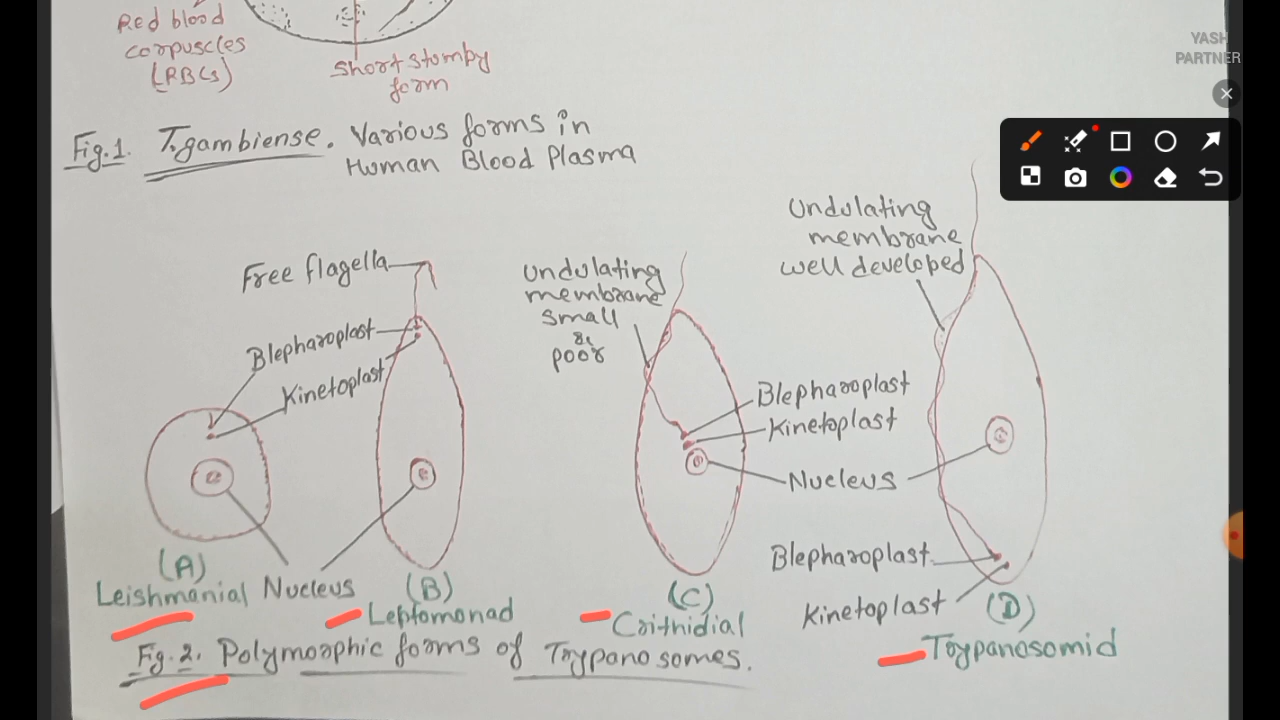 Red blood
corpuscles
(RBCs)
short stumpy
form
Fig.1. T.gambiense. Various forms in
Human Blood Plasma
YASH
PARTNER
Free flagella
Blepharoplast
Kinetoplast
Undulating
membrane
small
&
poor
Undulating
membrane
well developed
Blepharoplast
Kinetoplast
Nucleus
Blepharoplast
Kinetoplast
(A)
Leishmanial
Nucleus
(B)
Leptomonad
(C)
Crithidial
(D)
Trypanosomid
Fig. 2. Polymorphic forms of Trypanosomes.